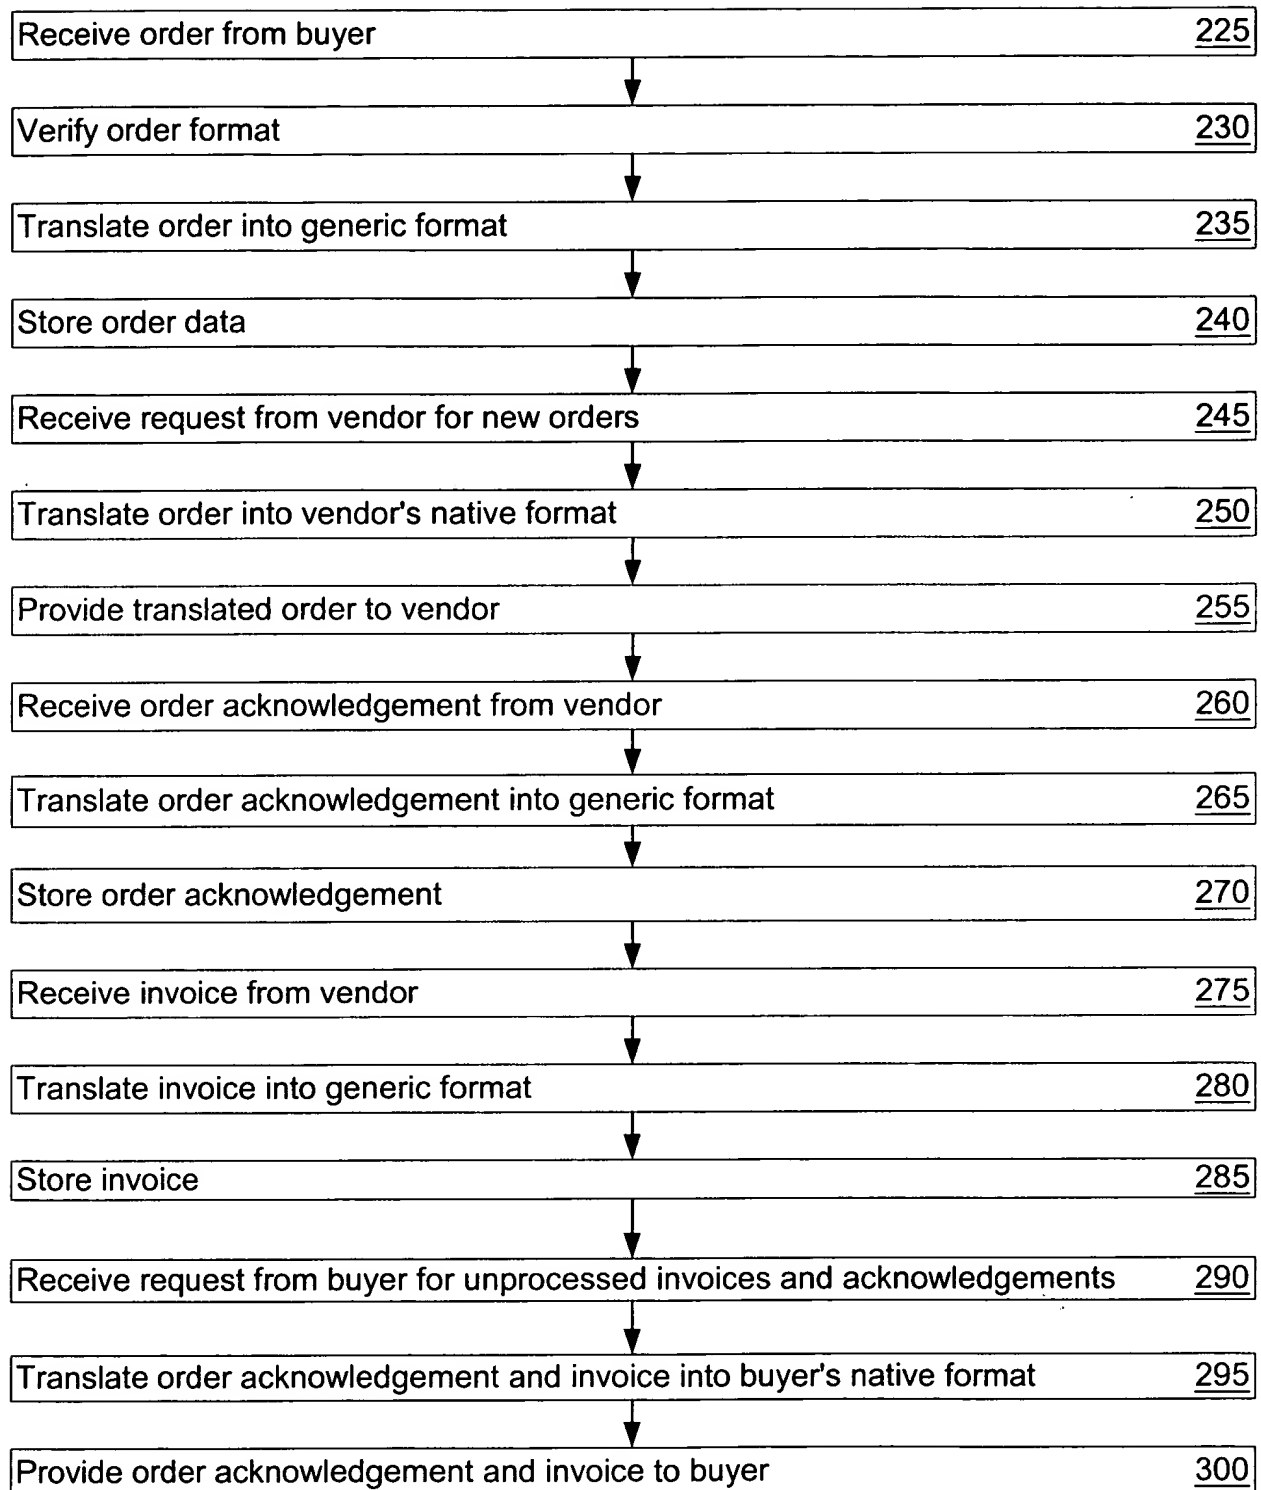 Receive order from buyer 225
Verify order format 230
Translate order into generic format 235
Store order data 240
Receive request from vendor for new orders 245
Translate order into vendor's native format 250
Provide translated order to vendor 255
Receive order acknowledgement from vendor 260
Translate order acknowledgement into generic format 265
Store order acknowledgement 270
Receive invoice from vendor 275
Translate invoice into generic format 280
Store invoice 285
Receive request from buyer for unprocessed invoices and acknowledgements 290
Translate order acknowledgement and invoice into buyer's native format 295
Provide order acknowledgement and invoice to buyer 300